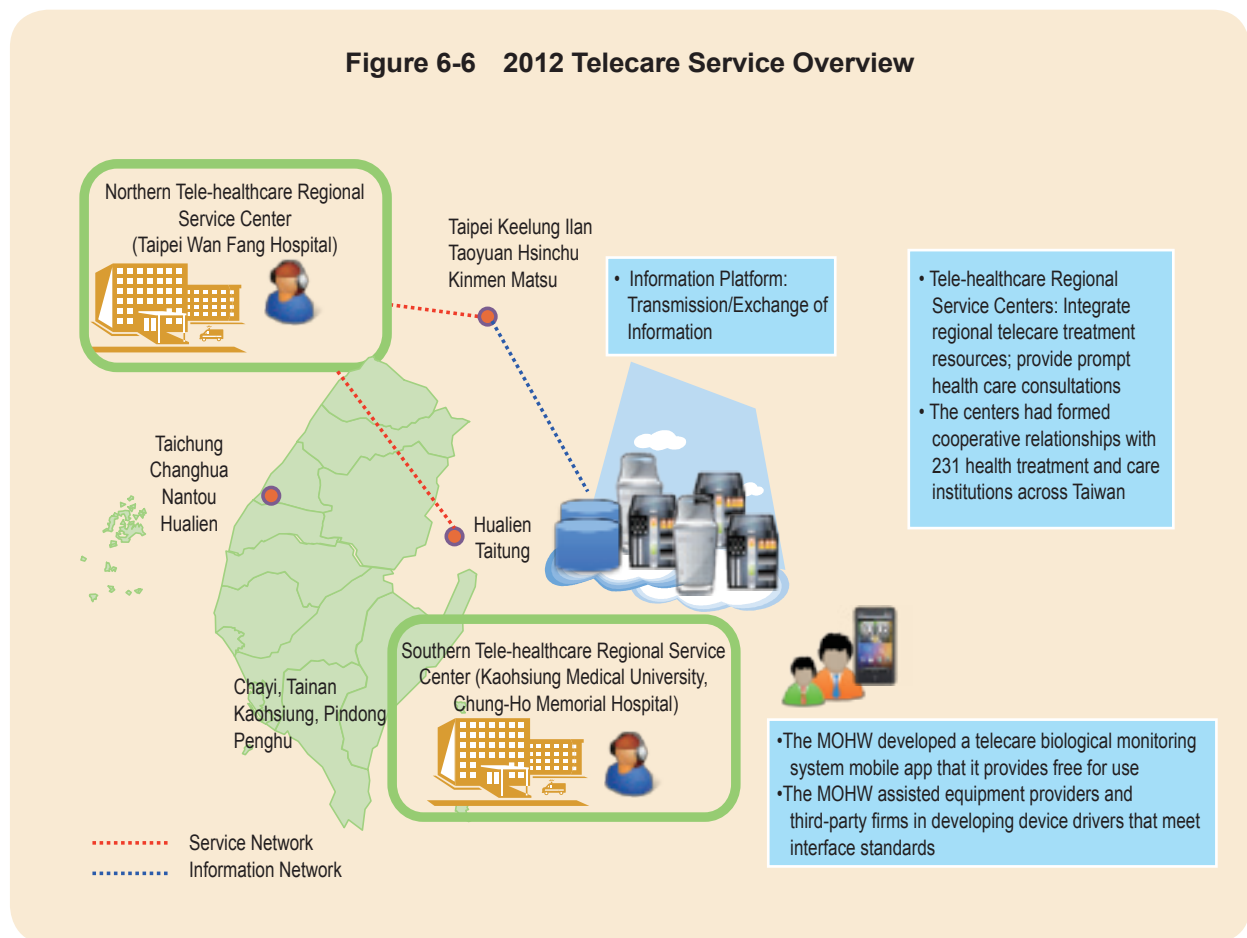 Figure 6-6 2012 Telecare Service Overview
Northern Tele-healthcare Regional
Service Center
(Taipei Wan Fang Hospital)
Taipei Keelung Ilan
Taoyuan Hsinchu
Kinmen Matsu
• Information Platform:
Transmission/Exchange of
Information
• Tele-healthcare Regional
Service Centers: Integrate
regional telecare treatment
resources; provide prompt
health care consultations
• The centers had formed
cooperative relationships with
231 health treatment and care
institutions across Taiwan
Taichung
Changhua
Nantou
Hualien
Hualien
Taitung
Southern Tele-healthcare Regional Service
Center (Kaohsiung Medical University,
Chung-Ho Memorial Hospital)
Chayi, Tainan
Kaohsiung, Pindong
Penghu
•The MOHW developed a telecare biological monitoring
system mobile app that it provides free for use
•The MOHW assisted equipment providers and
third-party firms in developing device drivers that meet
interface standards
Service Network
Information Network